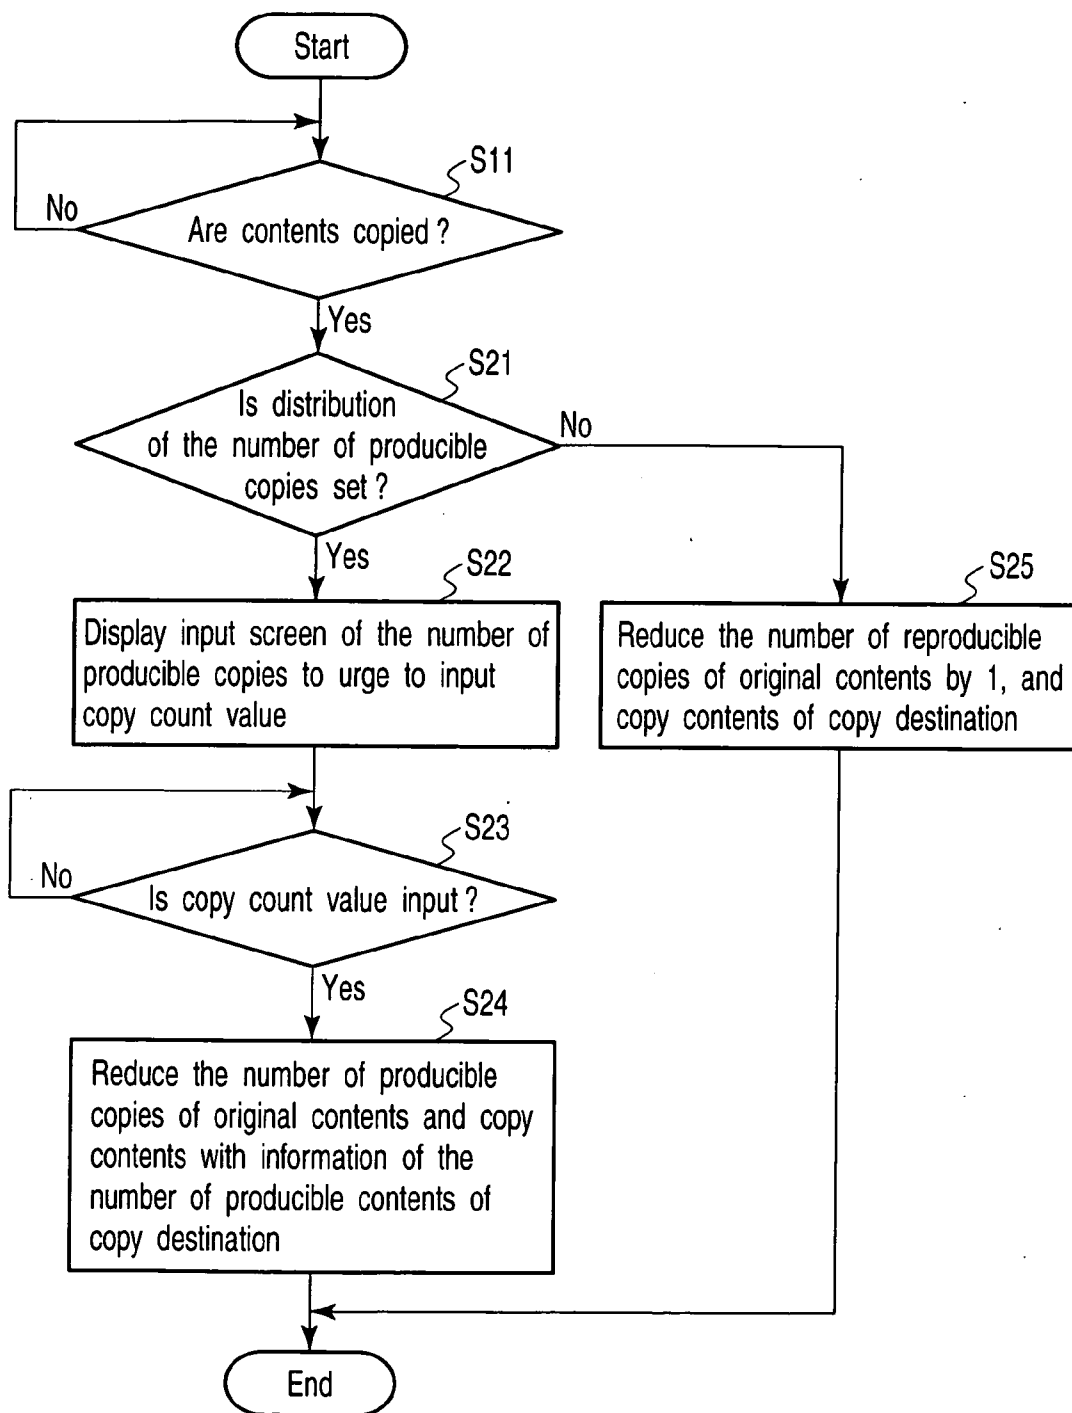 Start
S11
No
Are contents copied?
Yes
S21
Is distribution
of the number of producible
copies set?
No
Yes
S22
Display input screen of the number of
producible copies to urge to input
copy count value
S25
Reduce the number of reproducible
copies of original contents by 1, and
copy contents of copy destination
S23
No
Is copy count value input?
Yes
S24
Reduce the number of producible
copies of original contents and copy
contents with information of the
number of producible contents of
copy destination
End